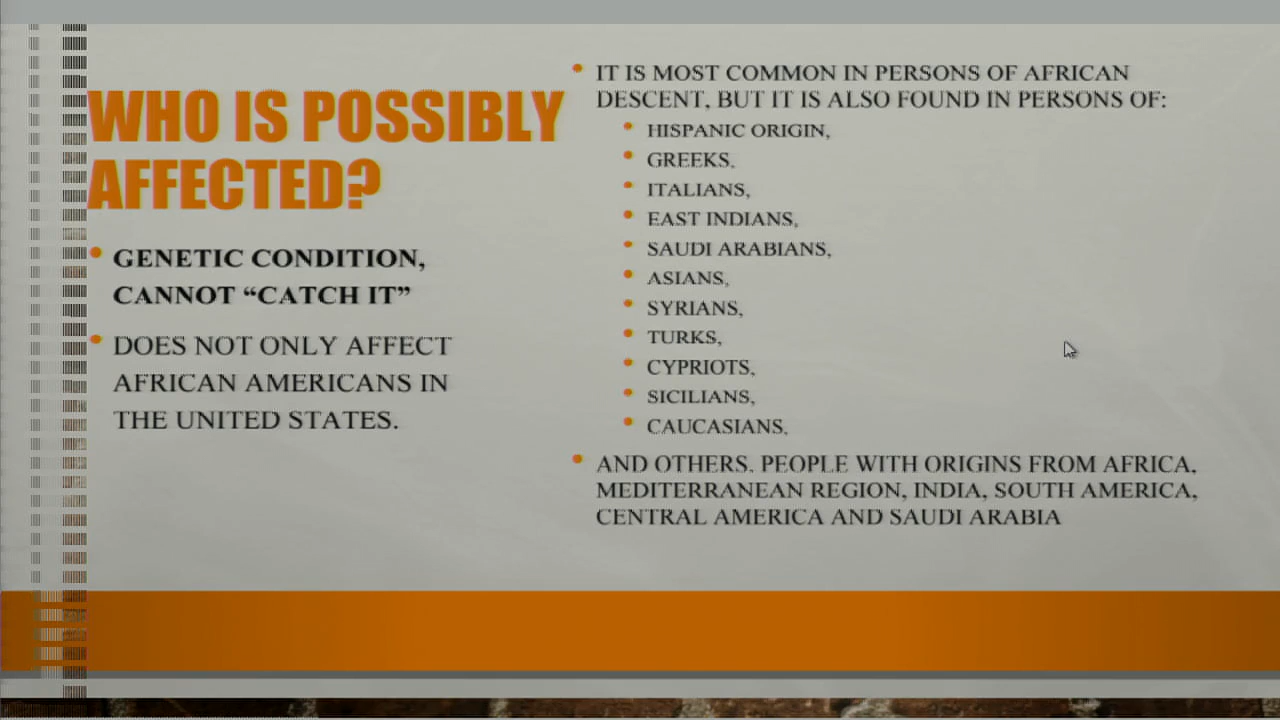 WHO IS POSSIBLY
AFFECTED?
GENETIC CONDITION,
CANNOT “CATCH IT”
DOES NOT ONLY AFFECT
AFRICAN AMERICANS IN
THE UNITED STATES.
IT IS MOST COMMON IN PERSONS OF AFRICAN
DESCENT, BUT IT IS ALSO FOUND IN PERSONS OF:
HISPANIC ORIGIN,
GREEKS,
ITALIANS,
EAST INDIANS,
SAUDI ARABIANS,
ASIANS,
SYRIANS,
TURKS,
CYPRIOTS,
SICILIANS,
CAUCASIANS,
AND OTHERS. PEOPLE WITH ORIGINS FROM AFRICA,
MEDITERRANEAN REGION, INDIA, SOUTH AMERICA,
CENTRAL AMERICA AND SAUDI ARABIA